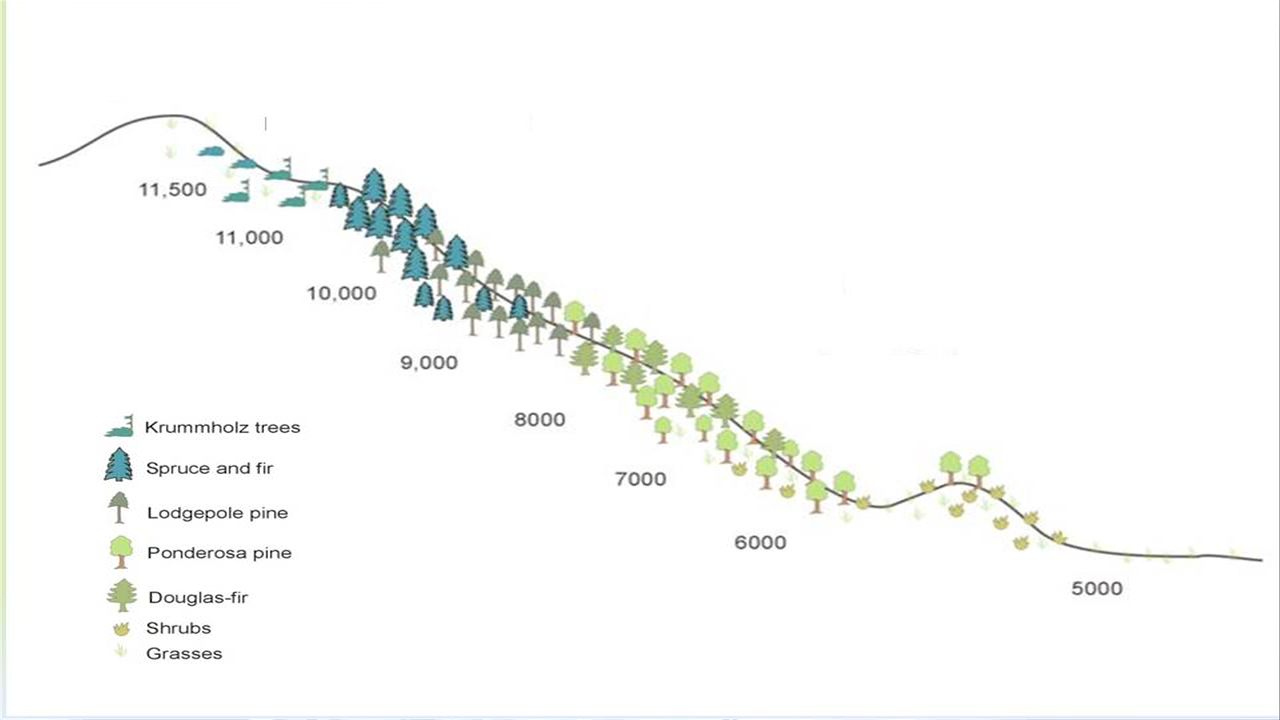 11,500
11,000
10,000
9,000
8000
7000
6000
5000
Krummholz trees
Spruce and fir
Lodgepole pine
Ponderosa pine
Douglas-fir
Shrubs
Grasses